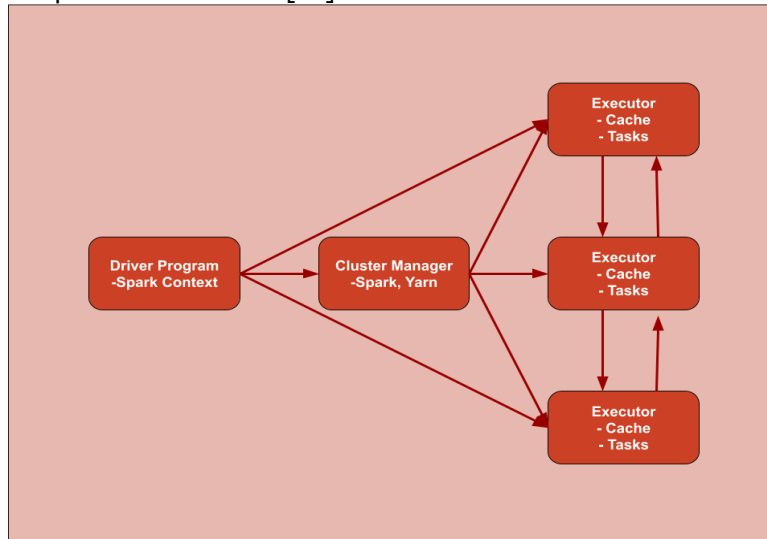 Driver Program
-Spark Context
Cluster Manager
-Spark, Yarn
Executor
- Cache
- Tasks
Executor
- Cache
- Tasks
Executor
- Cache
- Tasks